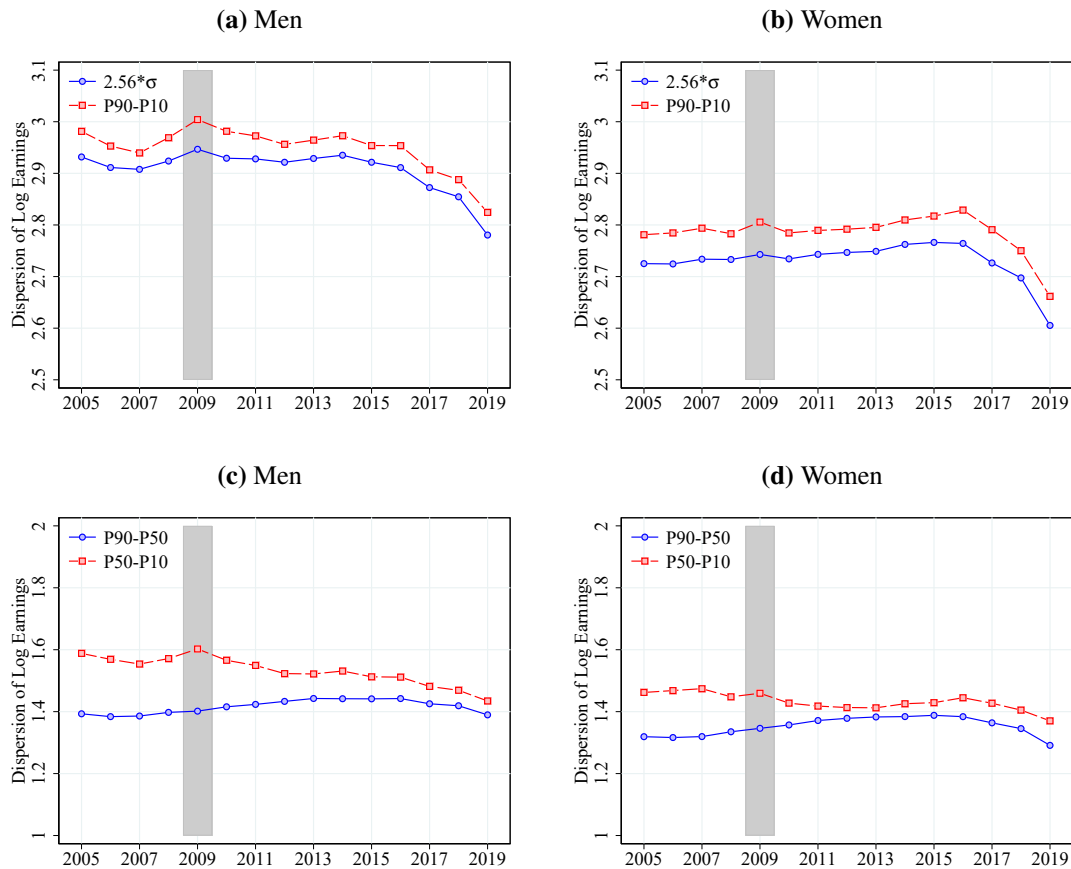 (a) Men
Dispersion of Log Earnings
3.1
3
2.9
2.8
2.7
2.6
2.5
2.56*σ
P90-P10
2005 2007 2009 2011 2013 2015 2017 2019
(b) Women
Dispersion of Log Earnings
3.1
3
2.9
2.8
2.7
2.6
2.5
2.56*σ
P90-P10
2005 2007 2009 2011 2013 2015 2017 2019
(c) Men
Dispersion of Log Earnings
2
1.8
1.6
1.4
1.2
1
P90-P50
P50-P10
2005 2007 2009 2011 2013 2015 2017 2019
(d) Women
Dispersion of Log Earnings
2
1.8
1.6
1.4
1.2
1
P90-P50
P50-P10
2005 2007 2009 2011 2013 2015 2017 2019